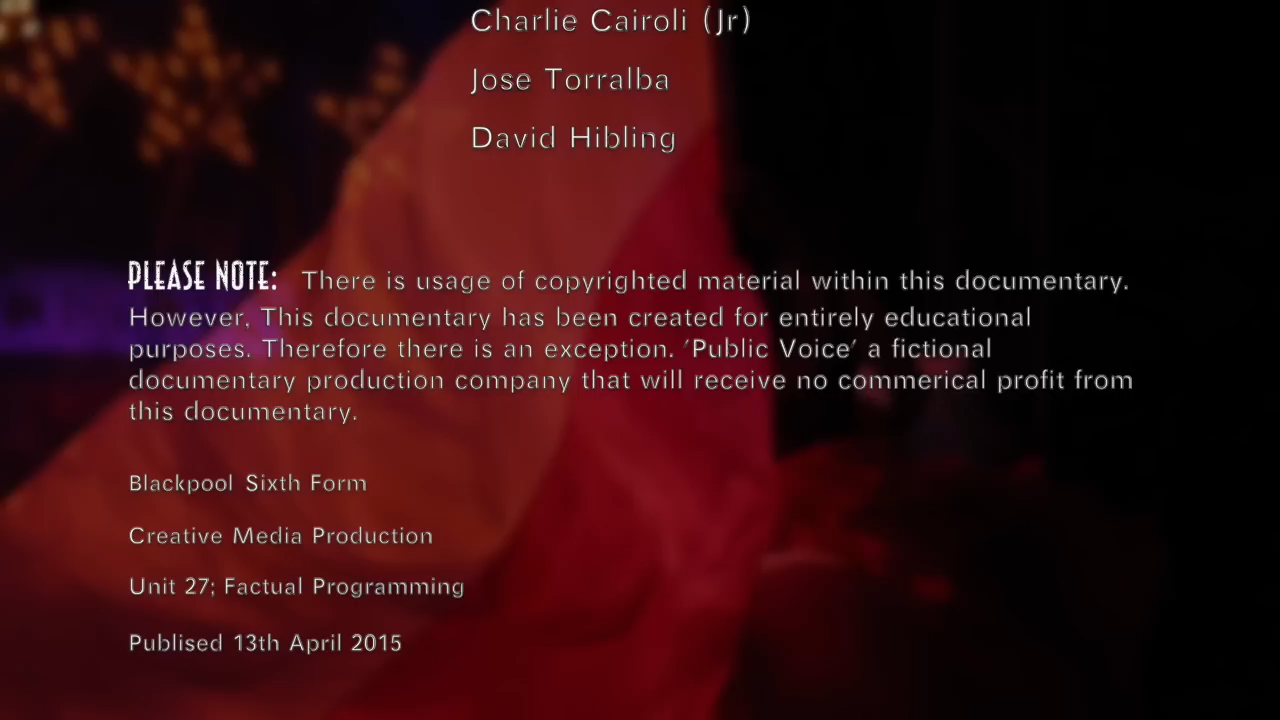 Charlie Cairoli (Jr)
Jose Torralba
David Hibling
PLEASE NOTE: There is usage of copyrighted material within this documentary.
However, This documentary has been created for entirely educational
purposes. Therefore there is an exception. 'Public Voice' a fictional
documentary production company that will receive no commerical profit from
this documentary.
Blackpool Sixth Form
Creative Media Production
Unit 27; Factual Programming
Publised 13th April 2015